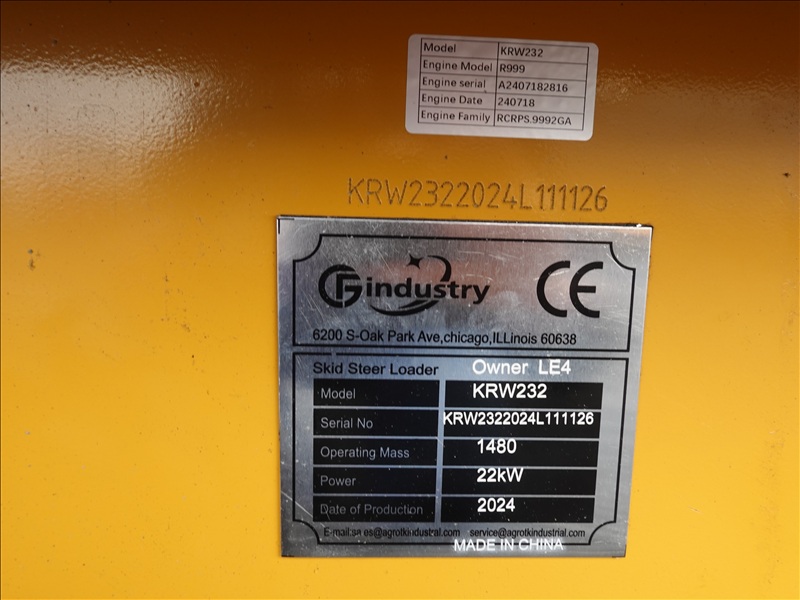 Model KRW232
Engine Model R999
Engine serial A2407182816
Engine Date 240718
Engine Family RCRPS.9992GA
KRW2322024L111126
CFindustry CE
6200 S-Oak Park Ave,chicago,ILLinois 60638
Skid Steer Loader Owner LE4
Model KRW232
Serial No KRW2322024L111126
Operating Mass 1480
Power 22kW
Date of Production 2024
E-mail:sales@agrotkindustrial.com service@agrotkindustrial.com
MADE IN CHINA